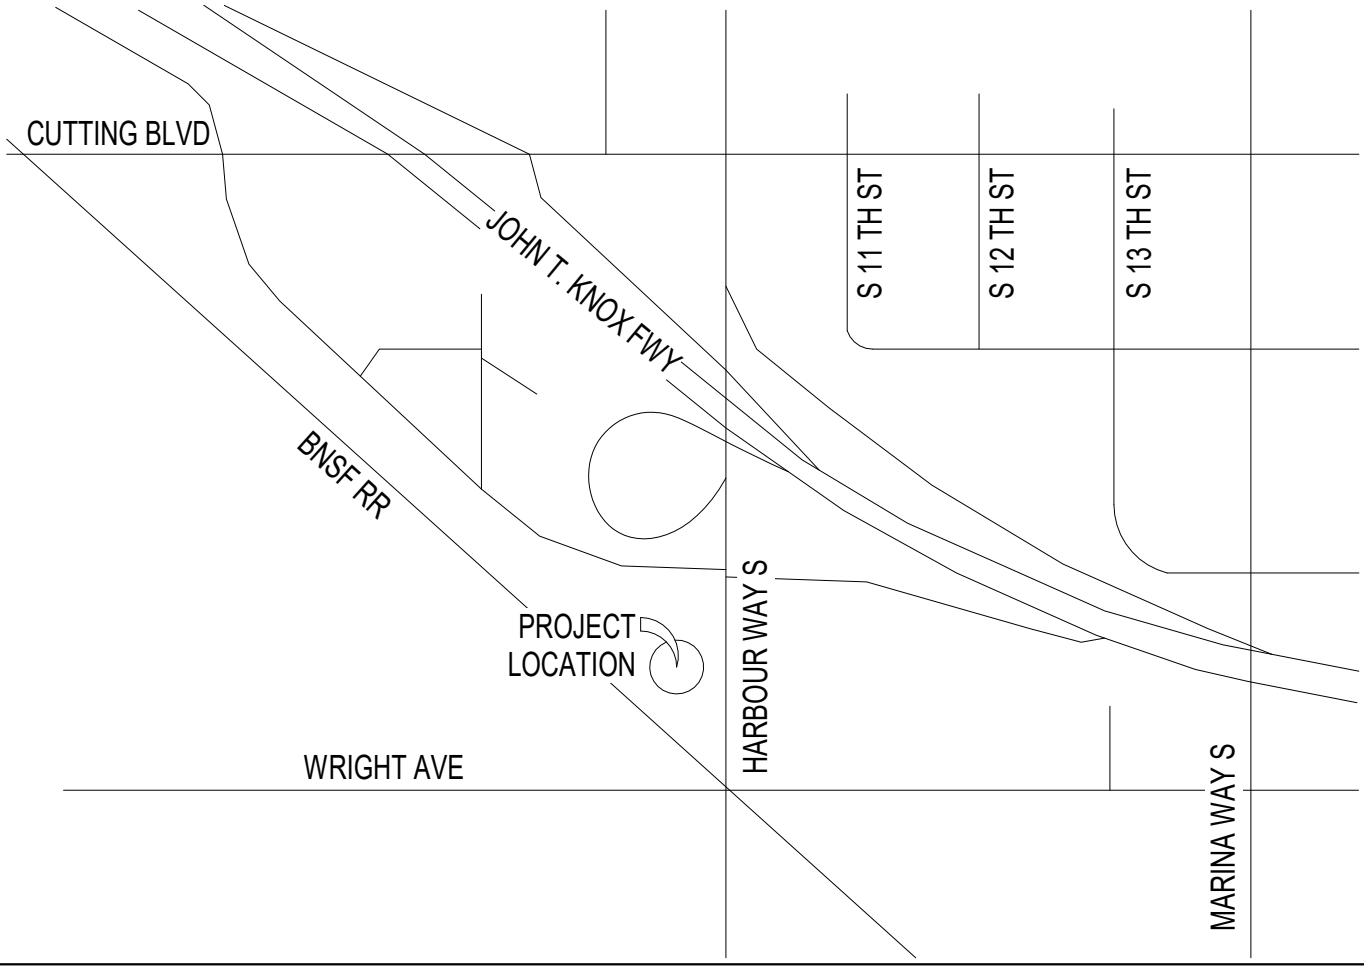 CUTTING BLVD
S 11 TH ST
S 12 TH ST
S 13 TH ST
JOHN T. KNOX FWY
BNSF RR
PROJECT
LOCATION
HARBOUR WAY S
WRIGHT AVE
MARINA WAY S